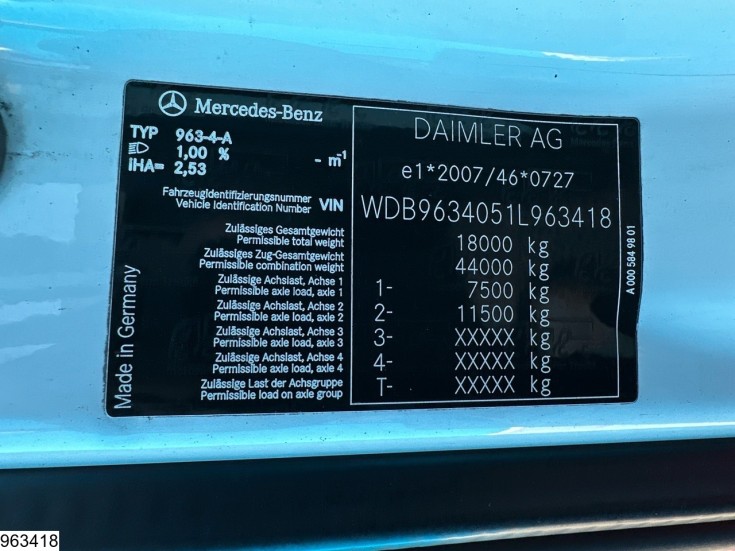 Mercedes-Benz
TYP 963-4-A
1,00 % - m⁻¹
iHA= 2,53
Fahrzeugidentifizierungsnummer
Vehicle Identification Number VIN
Zulässiges Gesamtgewicht
Permissible total weight
Zulässiges Zug-Gesamtgewicht
Permissible combination weight
Zulässige Achslast, Achse 1
Permissible axle load, axle 1
Zulässige Achslast, Achse 2
Permissible axle load, axle 2
Zulässige Achslast, Achse 3
Permissible axle load, axle 3
Zulässige Achslast, Achse 4
Permissible axle load, axle 4
Zulässige Last der Achsgruppe
Permissible load on axle group
Made in Germany
DAIMLER AG
e1*2007/46*0727
WDB9634051L963418
18000 kg
44000 kg
1- 7500 kg
2- 11500 kg
3- XXXXX kg
4- XXXXX kg
T- XXXXX kg
A 000 584 98 01
963418